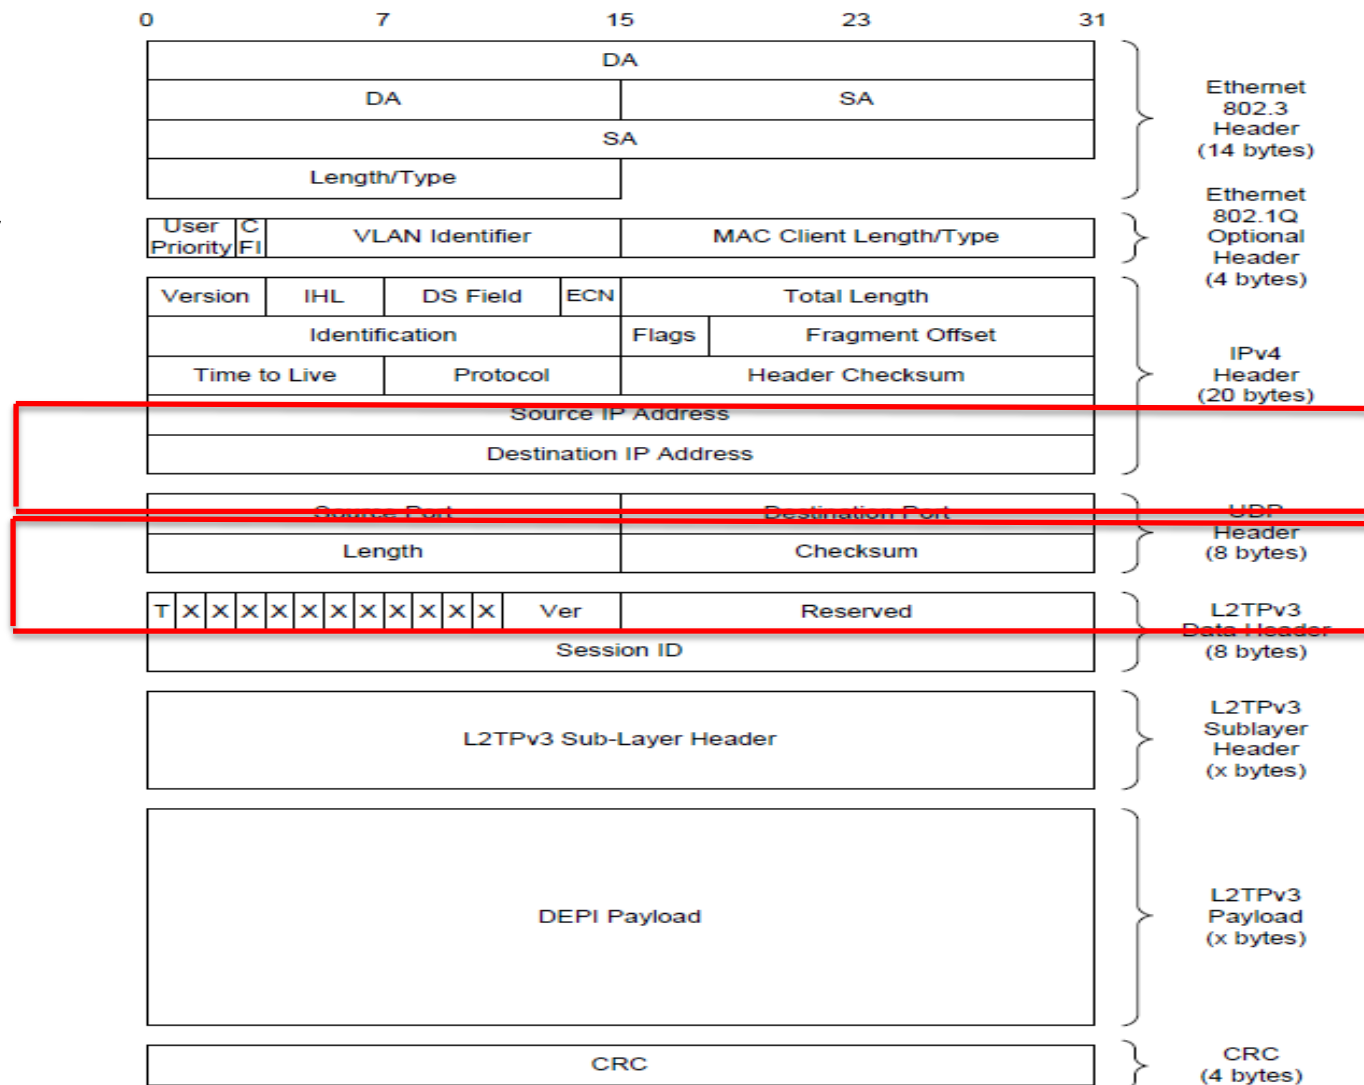 0 7 15 23 31
DA
DA SA
SA
Length/Type
Ethernet
802.3
Header
(14 bytes)
User
Priority
C
FI
VLAN Identifier MAC Client Length/Type
Ethernet
802.1Q
Optional
Header
(4 bytes)
Version IHL DS Field ECN Total Length
Identification Flags Fragment Offset
Time to Live Protocol Header Checksum
Source IP Address
Destination IP Address
IPv4
Header
(20 bytes)
Source Port Destination Port
Length Checksum
UDP
Header
(8 bytes)
T X X X X X X X X X X X Ver Reserved
Session ID
L2TPv3
Data Header
(8 bytes)
L2TPv3 Sub-Layer Header
L2TPv3
Sublayer
Header
(x bytes)
DEPI Payload
L2TPv3
Payload
(x bytes)
CRC
CRC
(4 bytes)